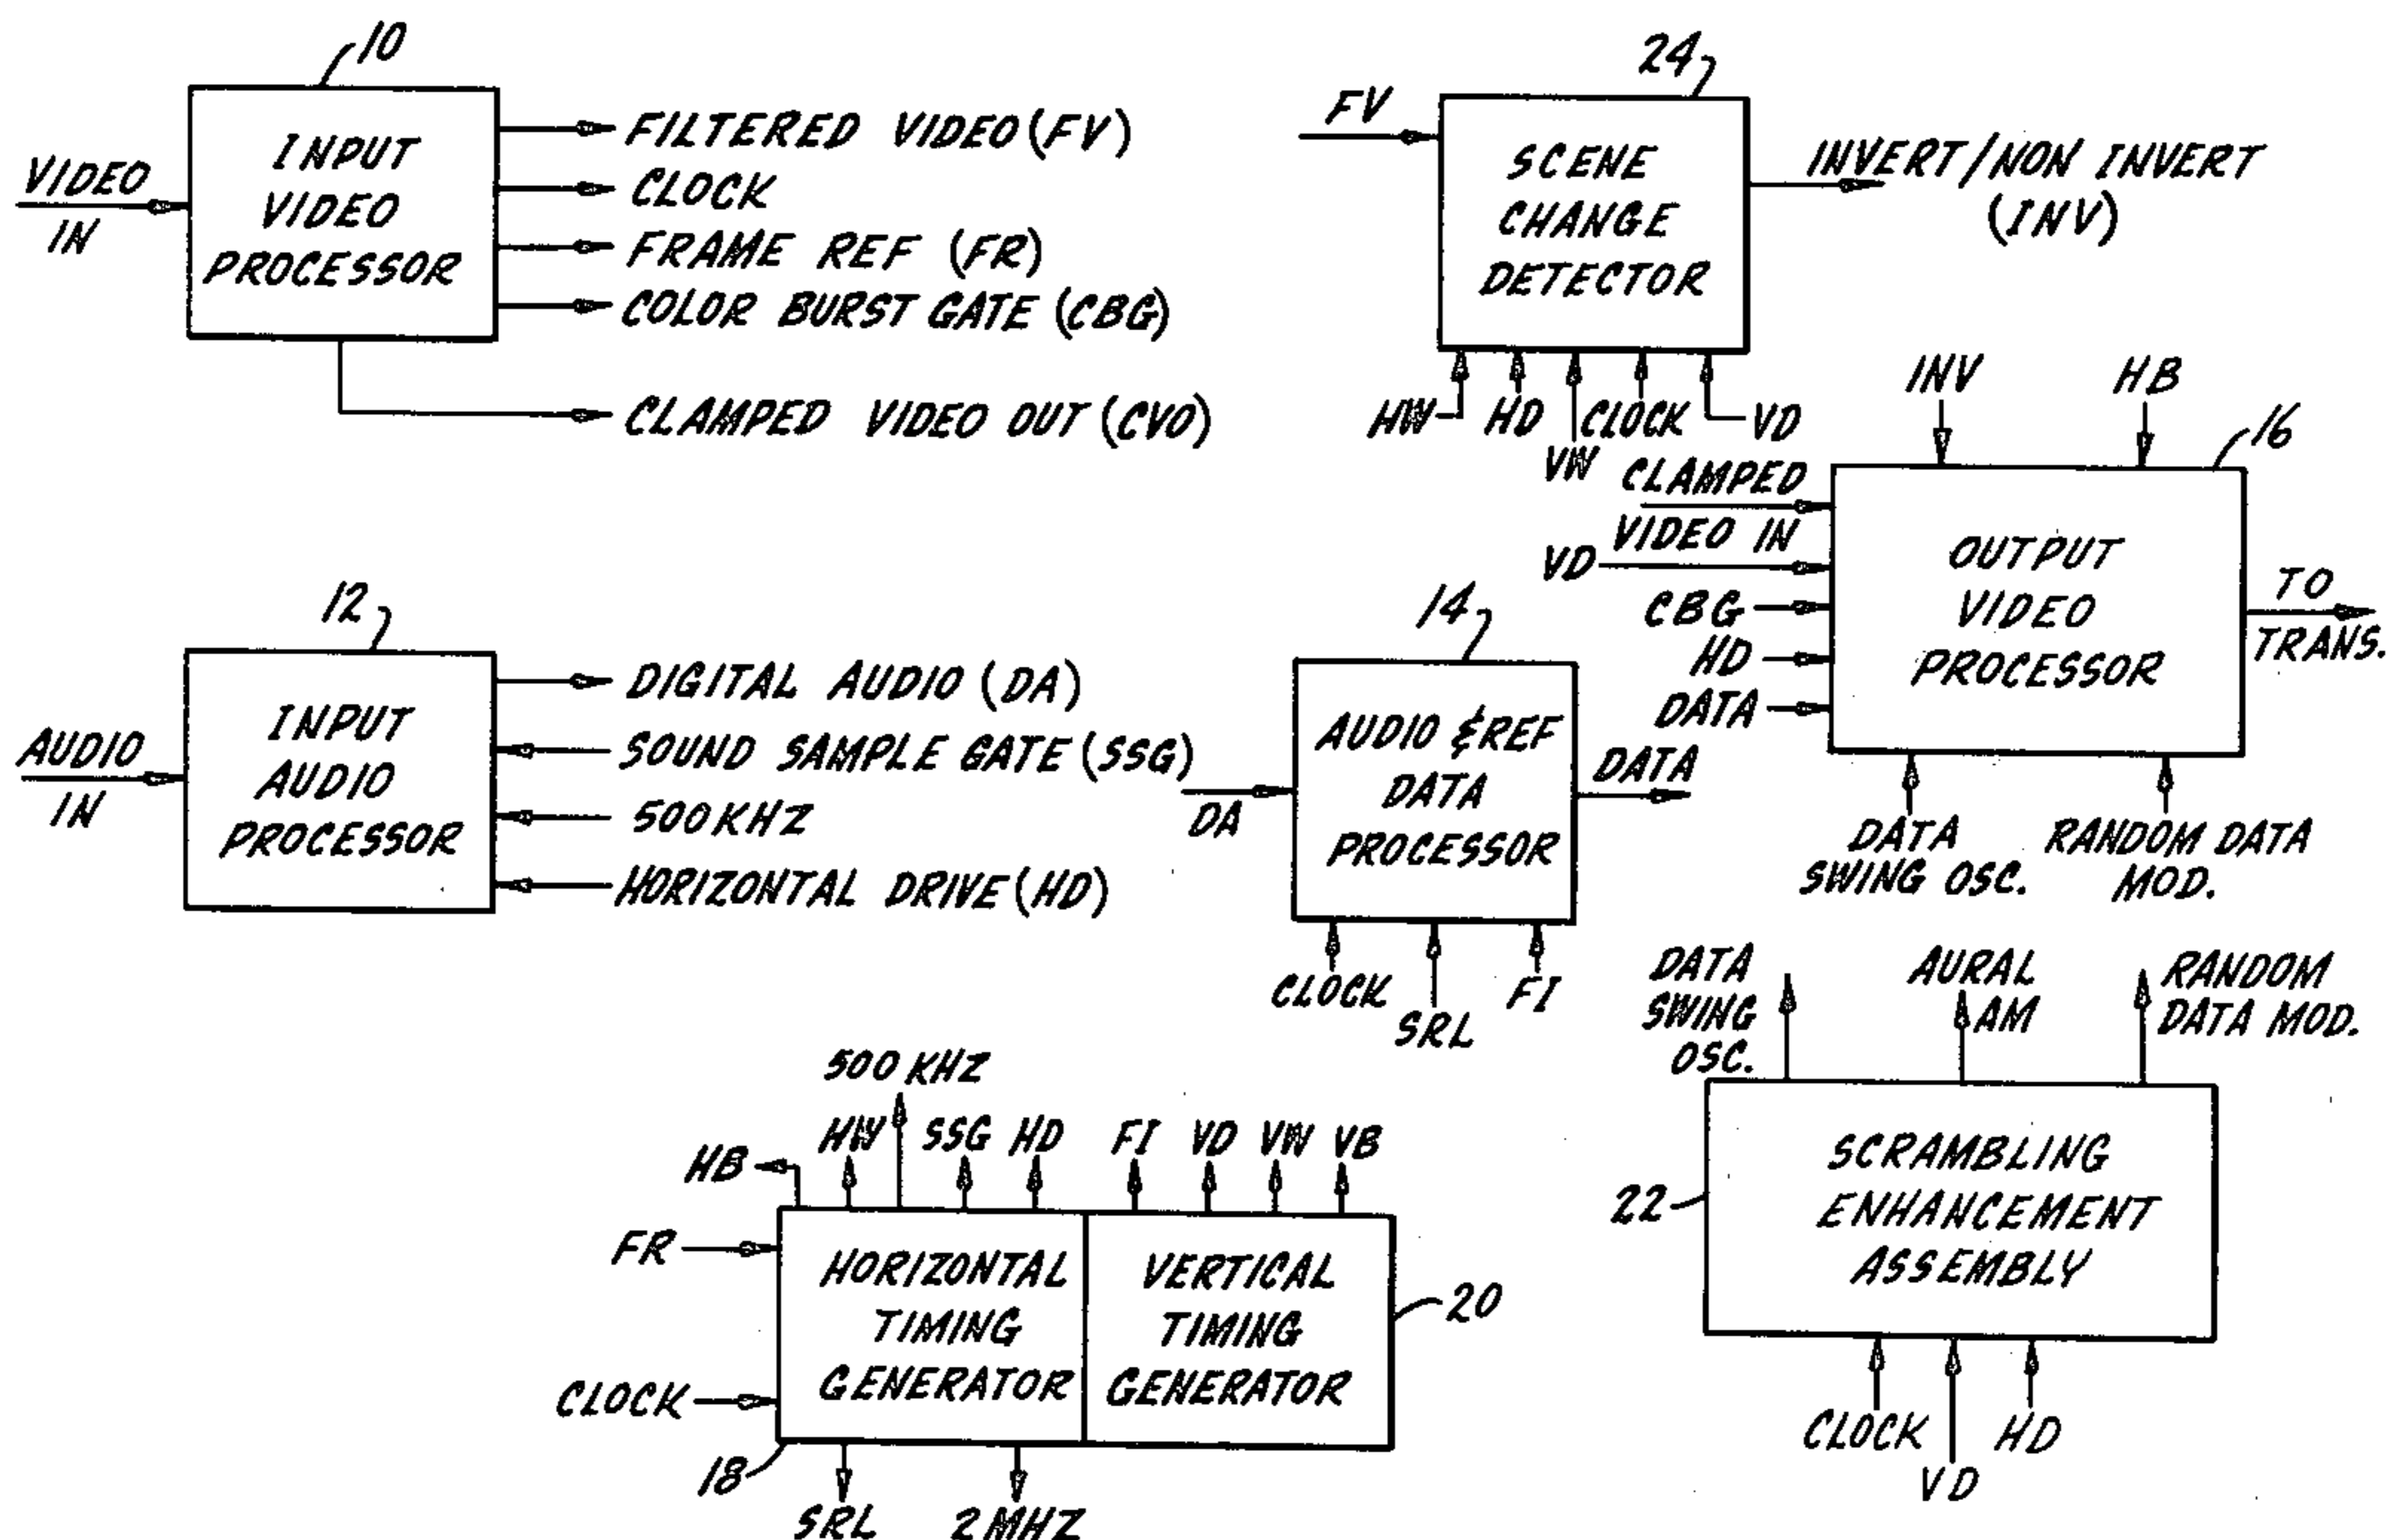 10
INPUT
VIDEO
PROCESSOR
VIDEO
IN
FILTERED VIDEO (FV)
CLOCK
FRAME REF (FR)
COLOR BURST GATE (CBG)
CLAMPED VIDEO OUT (CVO)
24
FV
SCENE
CHANGE
DETECTOR
INVERT/NON INVERT
(INV)
HW
HD
VW
CLOCK
VD
INV
HB
16
CLAMPED
VIDEO IN
VD
CBG
HD
DATA
OUTPUT
VIDEO
PROCESSOR
TO
TRANS.
DATA
SWING OSC.
RANDOM DATA
MOD.
12
INPUT
AUDIO
PROCESSOR
AUDIO
IN
DIGITAL AUDIO (DA)
SOUND SAMPLE GATE (SSG)
500KHZ
HORIZONTAL DRIVE (HD)
14
AUDIO & REF
DATA
PROCESSOR
DA
DATA
CLOCK
SRL
FI
DATA
SWING
OSC.
AURAL
AM
RANDOM
DATA MOD.
22
SCRAMBLING
ENHANCEMENT
ASSEMBLY
CLOCK
VD
HD
500 KHZ
HB
HW
SSG
HD
FI
VD
VW
VB
FR
CLOCK
HORIZONTAL
TIMING
GENERATOR
VERTICAL
TIMING
GENERATOR
20
18
SRL
2 MHZ